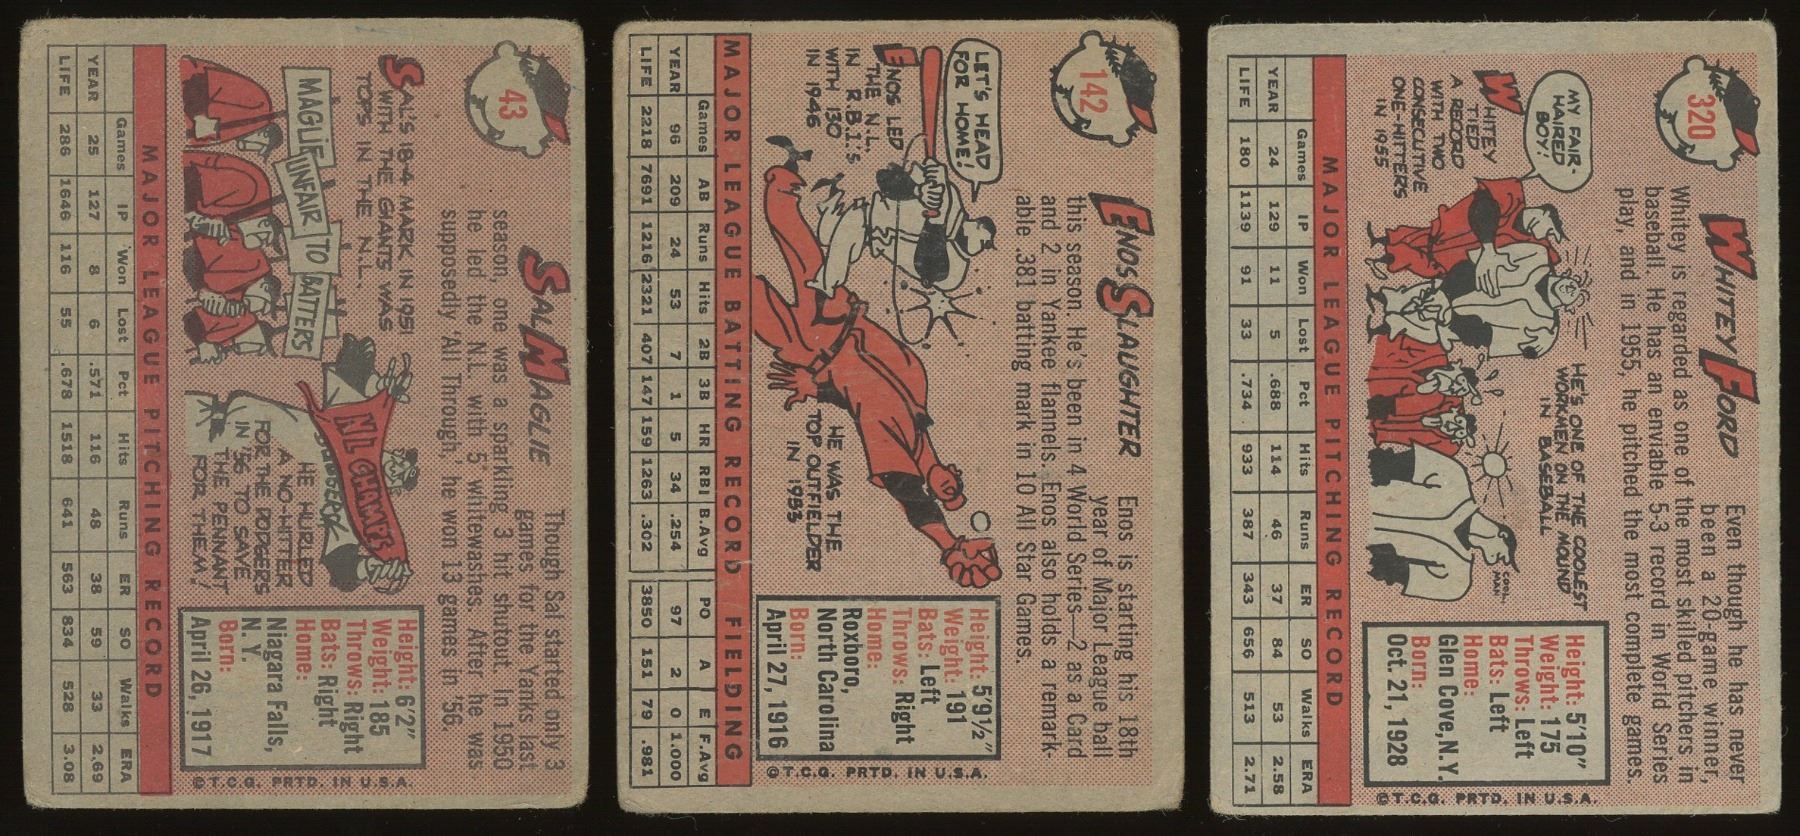 43
SAL MAGLIE
Though Sal started only 3
games for the Yanks last
season, one was a sparkling 3 hit shutout. In 1950
he led the N.L. with 5 whitewashes. After he was
supposedly 'All Through,' he won 13 games in '56.
SAL'S 18-4 MARK IN 1951
WITH THE GIANTS WAS
TOPS IN THE N.L.
MAGLIE UNFAIR TO BATTERS
N.L. CHAMPS
DODGERS
HE HURLED
A NO-HITTER
FOR THE DODGERS
IN '56 TO SAVE
THE PENNANT
FOR THEM!
Height: 6'2"
Weight: 185
Throws: Right
Bats: Right
Home:
Niagara Falls,
N. Y.
Born:
April 26, 1917
MAJOR LEAGUE PITCHING RECORD
Games IP Won Lost Pct Hits Runs ER SO Walks ERA
YEAR 25 127 8 6 .571 116 48 38 59 33 2.69
LIFE 286 1646 116 55 .678 1518 641 563 834 528 3.08
©T.C.G. PRTD. IN U.S.A.
142
ENOS SLAUGHTER
Enos is starting his 18th
year of Major League ball
this season. He's been in 4 World Series—2 as a Card
and 2 in Yankee flannels. Enos also holds a remark-
able .381 batting mark in 10 All Star Games.
LET'S HEAD
FOR HOME!
ENOS LED
THE N.L.
IN R.B.I.'s
WITH 130
IN 1946
HE WAS THE
TOP OUTFIELDER
IN 1953
Height: 5'9½"
Weight: 191
Bats: Left
Throws: Right
Home:
Roxboro,
North Carolina
Born:
April 27, 1916
MAJOR LEAGUE BATTING RECORD FIELDING
Games AB Runs Hits 2B 3B HR RBI B.Avg PO A E F.Avg
YEAR 96 209 24 53 7 1 5 34 .254 97 2 0 1.000
LIFE 2218 7691 1216 2321 407 147 159 1263 .302 3850 151 79 .981
©T.C.G. PRTD. IN U.S.A.
320
WHITEY FORD
Even though he has never
been a 20-game winner,
Whitey is regarded as one of the most skilled pitchers in
baseball. He has an enviable 5-3 record in World Series
play, and in 1955, he pitched the most complete games.
MY FAIR-
HAIRED
BOY!
WHITEY
TIED
A RECORD
WITH TWO
CONSECUTIVE
ONE-HITTERS
IN 1955
HE'S ONE OF THE COOLEST
WORKMEN ON THE MOUND
IN BASEBALL
COOL,
MAN
Height: 5'10"
Weight: 175
Throws: Left
Bats: Left
Home:
Glen Cove, N.Y.
Born:
Oct. 21, 1928
MAJOR LEAGUE PITCHING RECORD
Games IP Won Lost Pct Hits Runs ER SO Walks ERA
YEAR 24 129 11 5 .688 114 46 37 84 53 2.58
LIFE 180 1139 91 33 .734 933 387 343 656 513 2.71
©T.C.G. PRTD. IN U.S.A.